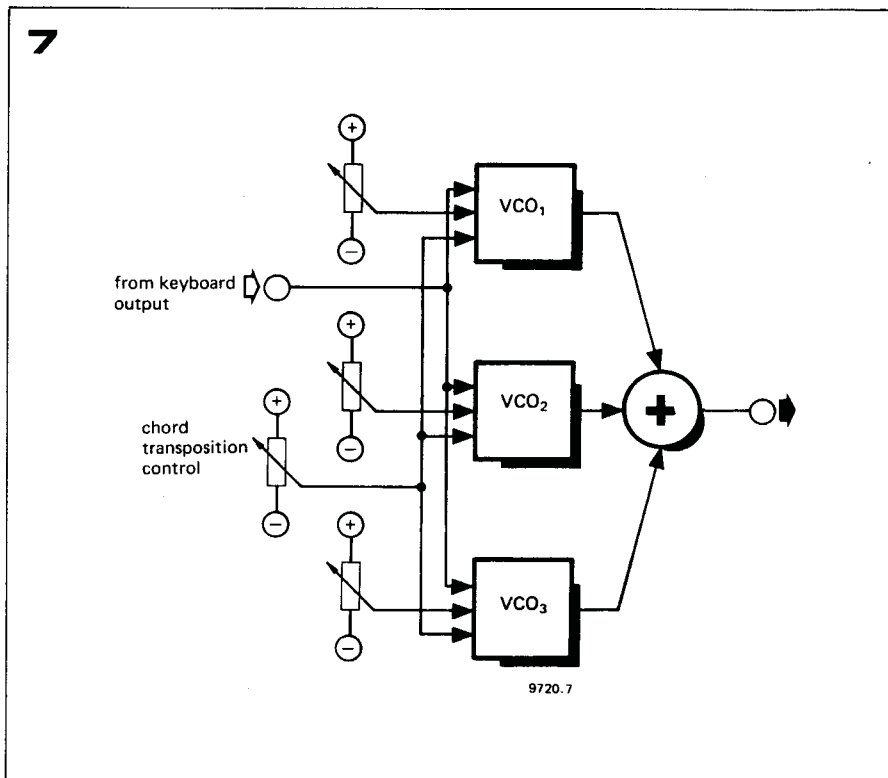 7
+
−
VCO₁
from keyboard
output
+
−
VCO₂
+
chord
transposition
control
+
−
−
+
VCO₃
−
9720.7